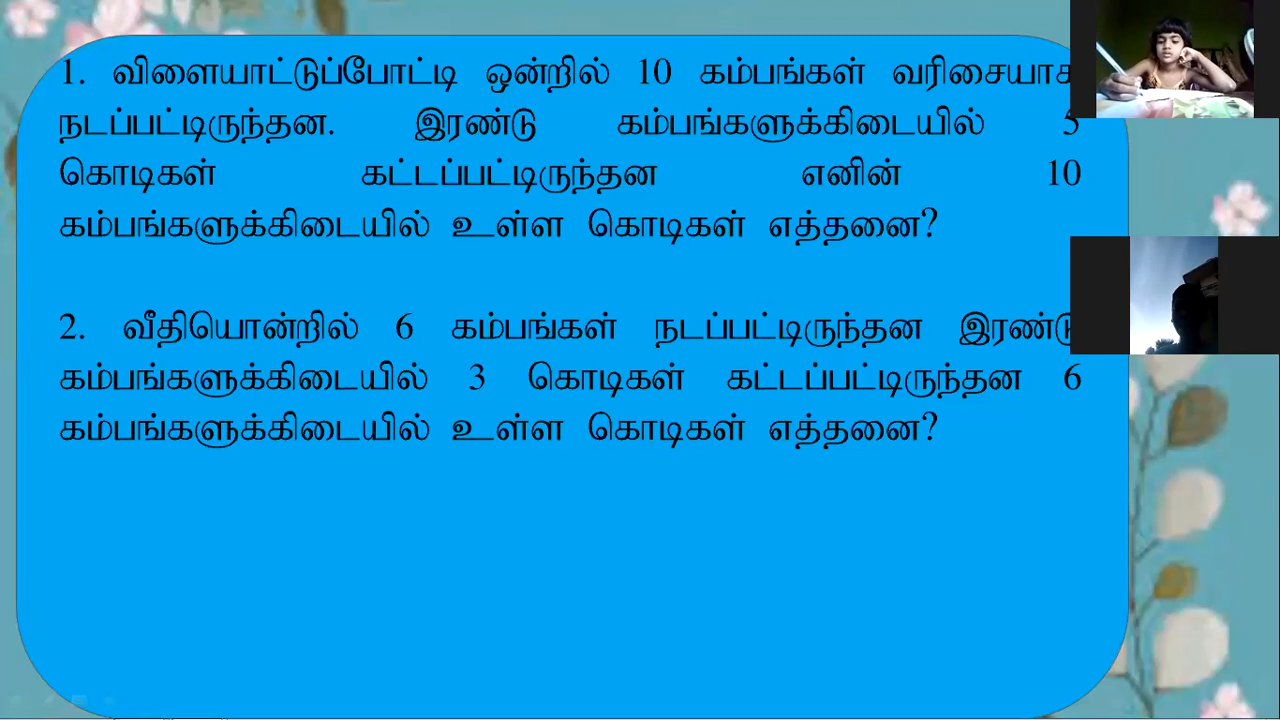 1. விளையாட்டுப்போட்டி ஒன்றில் 10 கம்பங்கள் வரிசையாக
நடப்பட்டிருந்தன. இரண்டு கம்பங்களுக்கிடையில் 5
கொடிகள் கட்டப்பட்டிருந்தன எனின் 10
கம்பங்களுக்கிடையில் உள்ள கொடிகள் எத்தனை?
2. வீதியொன்றில் 6 கம்பங்கள் நடப்பட்டிருந்தன இரண்டு
கம்பங்களுக்கிடையில் 3 கொடிகள் கட்டப்பட்டிருந்தன 6
கம்பங்களுக்கிடையில் உள்ள கொடிகள் எத்தனை?